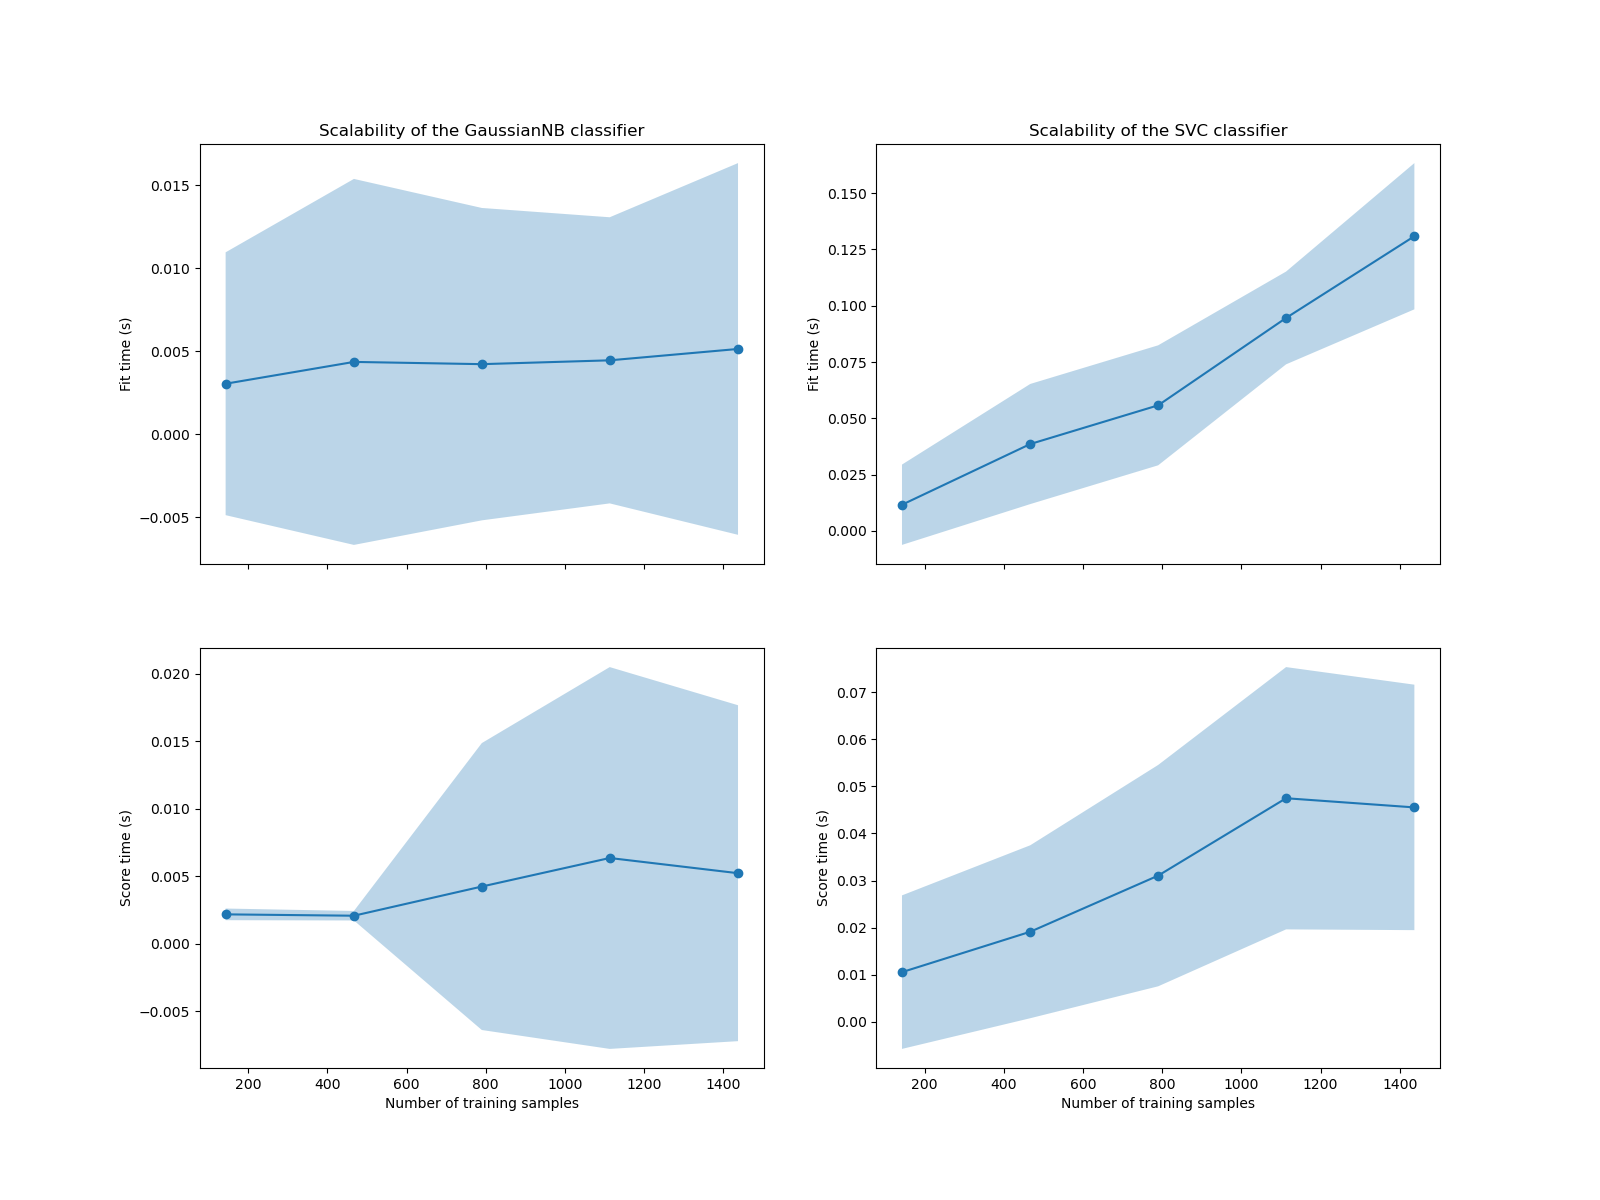 Scalability of the GaussianNB classifier
0.015
0.010
0.005
0.000
−0.005
Fit time (s)
Scalability of the SVC classifier
0.150
0.125
0.100
0.075
0.050
0.025
0.000
Fit time (s)
0.020
0.015
0.010
0.005
0.000
−0.005
Score time (s)
200 400 600 800 1000 1200 1400
Number of training samples
0.07
0.06
0.05
0.04
0.03
0.02
0.01
0.00
Score time (s)
200 400 600 800 1000 1200 1400
Number of training samples